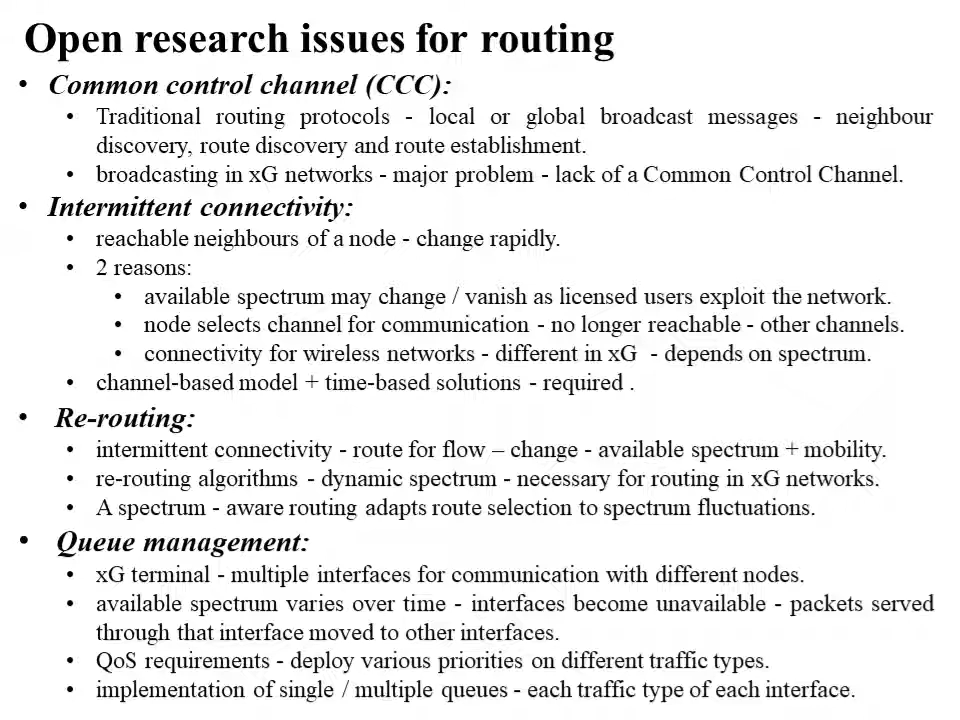 Open research issues for routing
• Common control channel (CCC):
• Traditional routing protocols - local or global broadcast messages - neighbour
discovery, route discovery and route establishment.
• broadcasting in xG networks - major problem - lack of a Common Control Channel.
• Intermittent connectivity:
• reachable neighbours of a node - change rapidly.
• 2 reasons:
• available spectrum may change / vanish as licensed users exploit the network.
• node selects channel for communication - no longer reachable - other channels.
• connectivity for wireless networks - different in xG - depends on spectrum.
• channel-based model + time-based solutions - required .
• Re-routing:
• intermittent connectivity - route for flow – change - available spectrum + mobility.
• re-routing algorithms - dynamic spectrum - necessary for routing in xG networks.
• A spectrum - aware routing adapts route selection to spectrum fluctuations.
• Queue management:
• xG terminal - multiple interfaces for communication with different nodes.
• available spectrum varies over time - interfaces become unavailable - packets served
through that interface moved to other interfaces.
• QoS requirements - deploy various priorities on different traffic types.
• implementation of single / multiple queues - each traffic type of each interface.